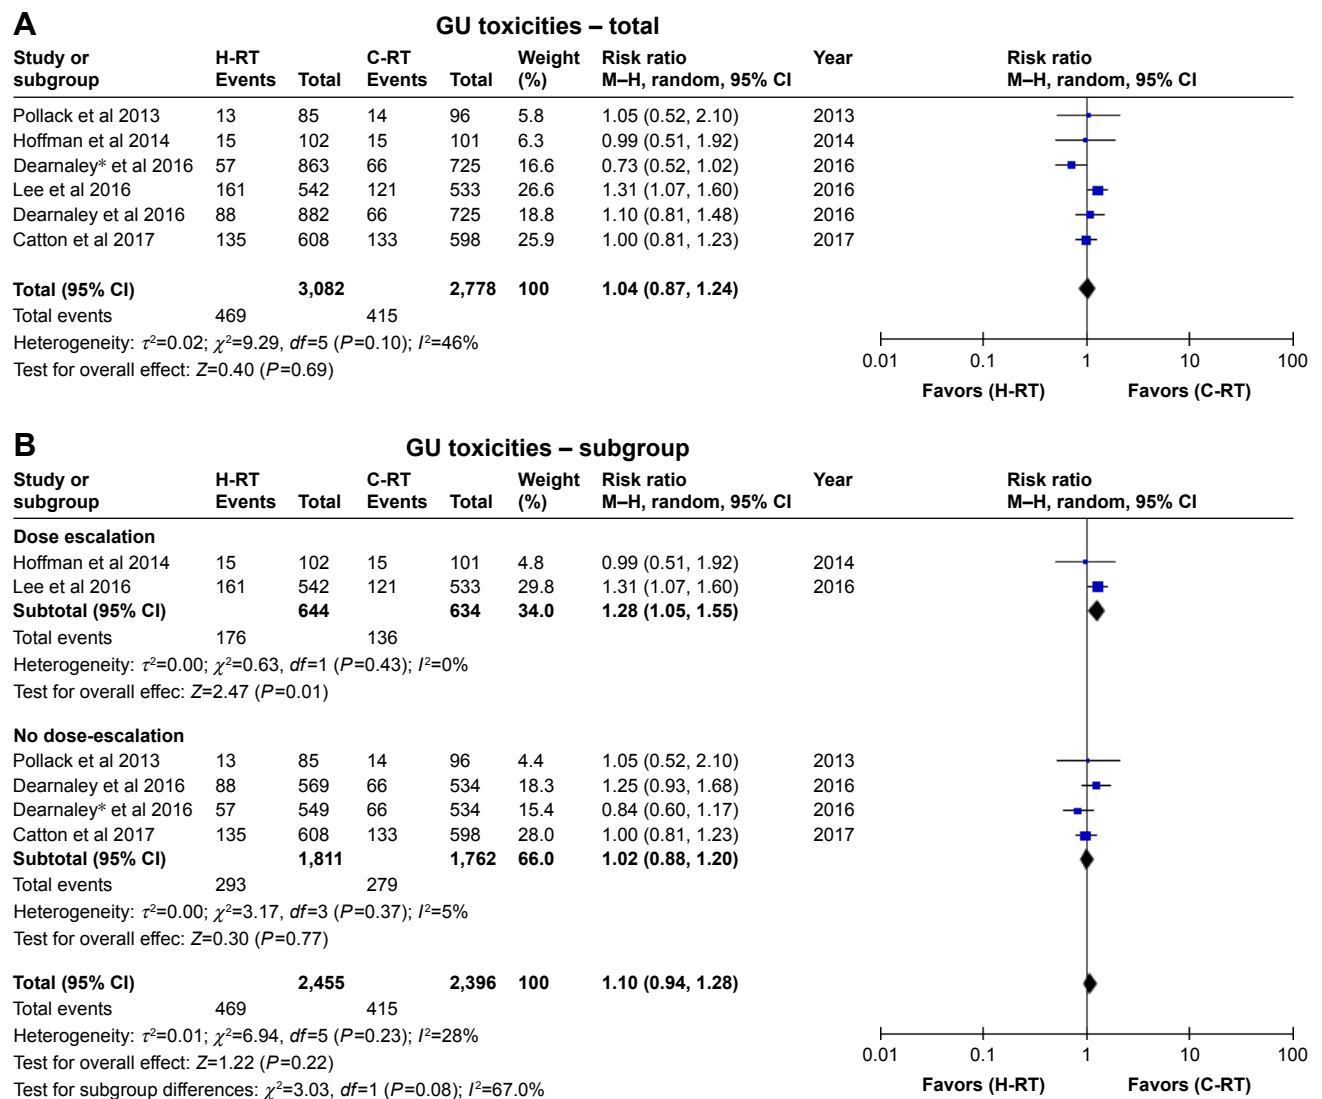 A
GU toxicities – total
Study or subgroup H-RT Events Total C-RT Events Total Weight (%) Risk ratio M–H, random, 95% CI Year Risk ratio M–H, random, 95% CI
Pollack et al 2013 13 85 14 96 5.8 1.05 (0.52, 2.10) 2013
Hoffman et al 2014 15 102 15 101 6.3 0.99 (0.51, 1.92) 2014
Dearnaley* et al 2016 57 863 66 725 16.6 0.73 (0.52, 1.02) 2016
Lee et al 2016 161 542 121 533 26.6 1.31 (1.07, 1.60) 2016
Dearnaley et al 2016 88 882 66 725 18.8 1.10 (0.81, 1.48) 2016
Catton et al 2017 135 608 133 598 25.9 1.00 (0.81, 1.23) 2017
Total (95% CI) 3,082 2,778 100 1.04 (0.87, 1.24)
Total events 469 415
Heterogeneity: τ²=0.02; χ²=9.29, df=5 (P=0.10); I²=46%
Test for overall effect: Z=0.40 (P=0.69)
0.01 0.1 1 10 100
Favors (H-RT) Favors (C-RT)
B
GU toxicities – subgroup
Study or subgroup H-RT Events Total C-RT Events Total Weight (%) Risk ratio M–H, random, 95% CI Year Risk ratio M–H, random, 95% CI
Dose escalation
Hoffman et al 2014 15 102 15 101 4.8 0.99 (0.51, 1.92) 2014
Lee et al 2016 161 542 121 533 29.8 1.31 (1.07, 1.60) 2016
Subtotal (95% CI) 644 634 34.0 1.28 (1.05, 1.55)
Total events 176 136
Heterogeneity: τ²=0.00; χ²=0.63, df=1 (P=0.43); I²=0%
Test for overall effec: Z=2.47 (P=0.01)
No dose-escalation
Pollack et al 2013 13 85 14 96 4.4 1.05 (0.52, 2.10) 2013
Dearnaley et al 2016 88 569 66 534 18.3 1.25 (0.93, 1.68) 2016
Dearnaley* et al 2016 57 549 66 534 15.4 0.84 (0.60, 1.17) 2016
Catton et al 2017 135 608 133 598 28.0 1.00 (0.81, 1.23) 2017
Subtotal (95% CI) 1,811 1,762 66.0 1.02 (0.88, 1.20)
Total events 293 279
Heterogeneity: τ²=0.00; χ²=3.17, df=3 (P=0.37); I²=5%
Test for overall effec: Z=0.30 (P=0.77)
Total (95% CI) 2,455 2,396 100 1.10 (0.94, 1.28)
Total events 469 415
Heterogeneity: τ²=0.01; χ²=6.94, df=5 (P=0.23); I²=28%
Test for overall effect: Z=1.22 (P=0.22)
Test for subgroup differences: χ²=3.03, df=1 (P=0.08); I²=67.0%
0.01 0.1 1 10 100
Favors (H-RT) Favors (C-RT)